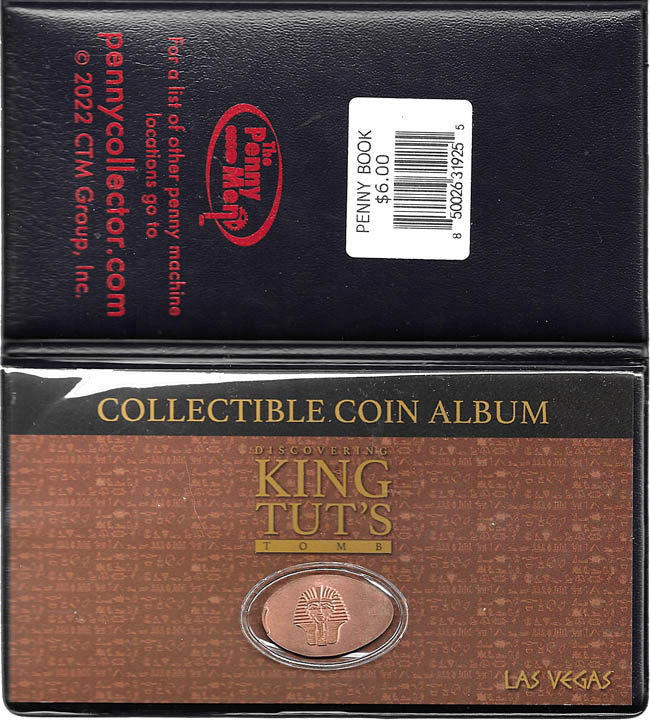 For a list of other penny machine
locations go to
pennycollector.com
© 2022 CTM Group, Inc.
The
Penny
Men
PENNY BOOK
$6.00
8 50026 31925 5
COLLECTIBLE COIN ALBUM
DISCOVERING
KING
TUT'S
TOMB
LAS VEGAS